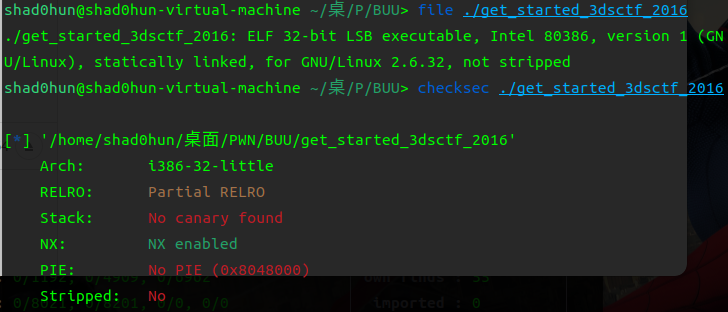 shad0hun@shad0hun-virtual-machine ~/桌/P/BUU> file ./get_started_3dsctf_2016
./get_started_3dsctf_2016: ELF 32-bit LSB executable, Intel 80386, version 1 (GN
U/Linux), statically linked, for GNU/Linux 2.6.32, not stripped
shad0hun@shad0hun-virtual-machine ~/桌/P/BUU> checksec ./get_started_3dsctf_2016
[*] '/home/shad0hun/桌面/PWN/BUU/get_started_3dsctf_2016'
Arch: i386-32-little
RELRO: Partial RELRO
Stack: No canary found
NX: NX enabled
PIE: No PIE (0x8048000)
Stripped: No